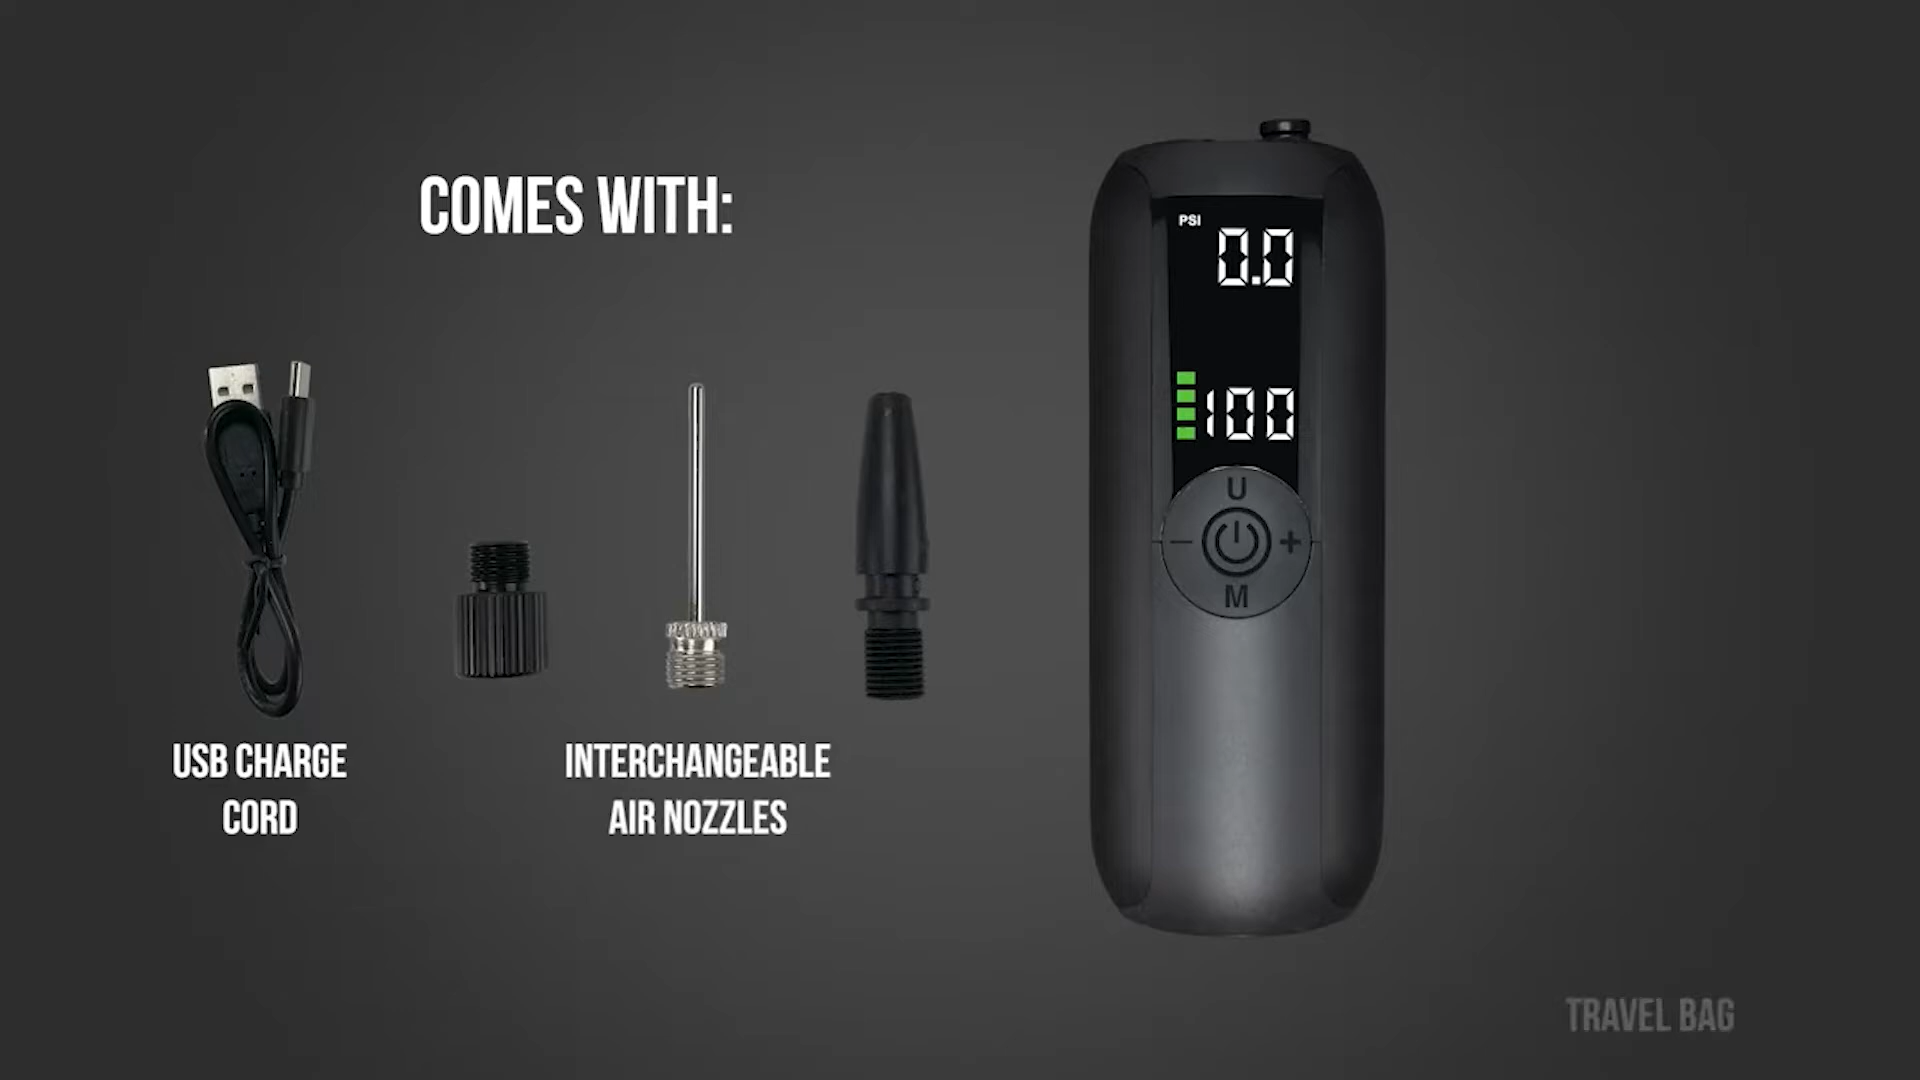 COMES WITH:
PSI
0.0
100
U
− +
M
USB CHARGE
CORD
INTERCHANGEABLE
AIR NOZZLES
TRAVEL BAG